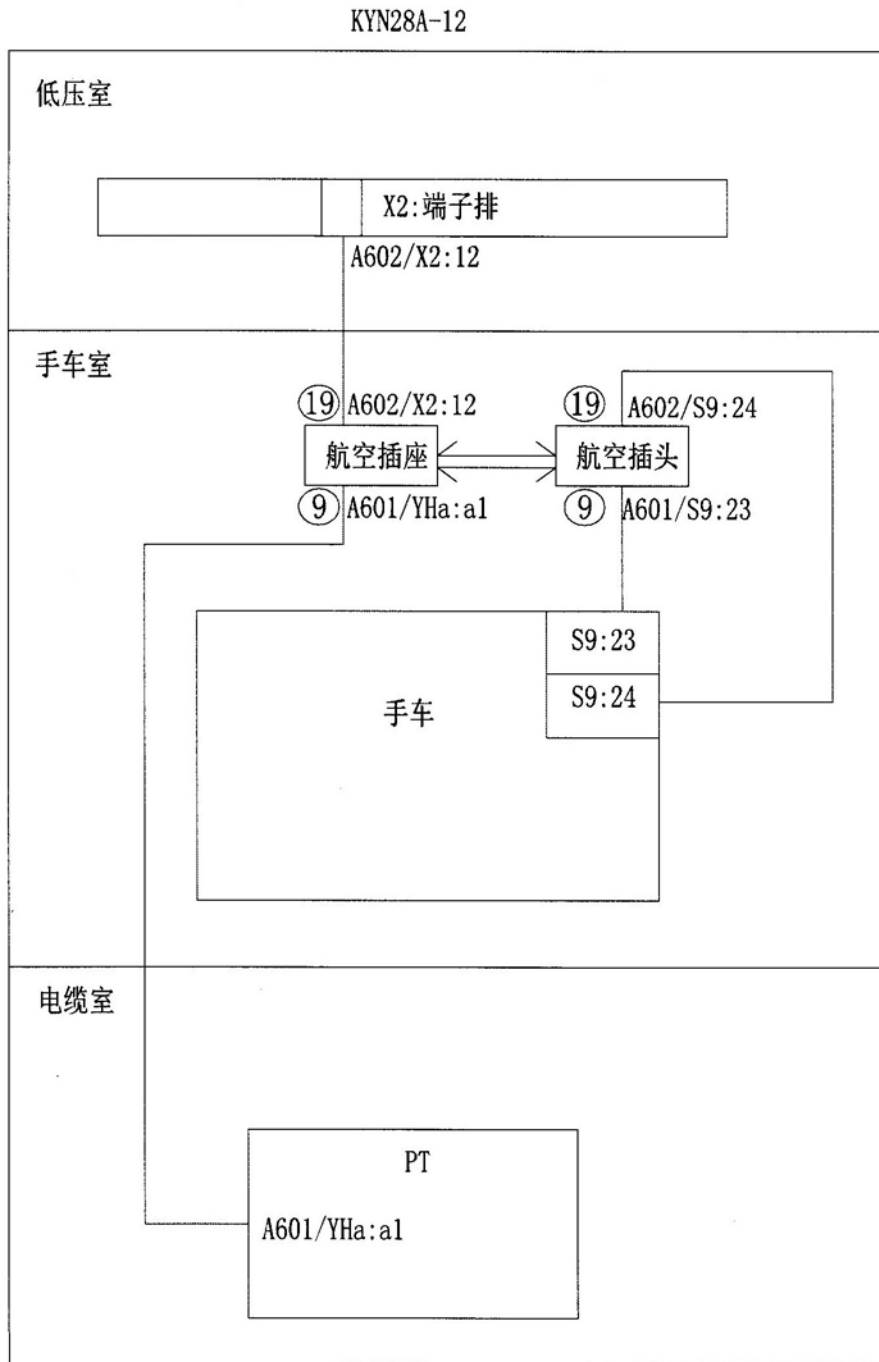 KYN28A-12
低压室
X2:端子排
A602/X2:12
手车室
19 A602/X2:12
19 A602/S9:24
航空插座
航空插头
9 A601/YHa:a1
9 A601/S9:23
S9:23
S9:24
手车
电缆室
PT
A601/YHa:a1